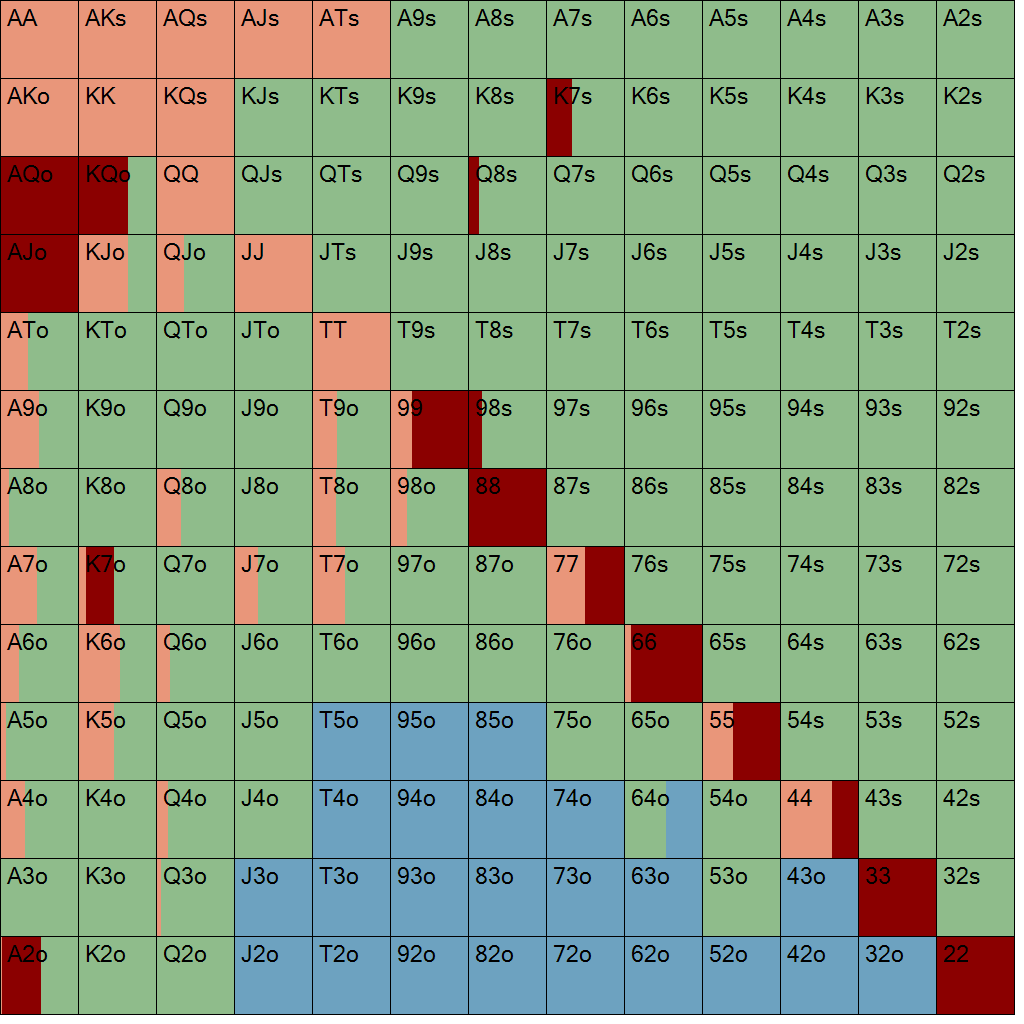 AA AKs AQs AJs ATs A9s A8s A7s A6s A5s A4s A3s A2s
AKo KK KQs KJs KTs K9s K8s K7s K6s K5s K4s K3s K2s
AQo KQo QQ QJs QTs Q9s Q8s Q7s Q6s Q5s Q4s Q3s Q2s
AJo KJo QJo JJ JTs J9s J8s J7s J6s J5s J4s J3s J2s
ATo KTo QTo JTo TT T9s T8s T7s T6s T5s T4s T3s T2s
A9o K9o Q9o J9o T9o 99 98s 97s 96s 95s 94s 93s 92s
A8o K8o Q8o J8o T8o 98o 88 87s 86s 85s 84s 83s 82s
A7o K7o Q7o J7o T7o 97o 87o 77 76s 75s 74s 73s 72s
A6o K6o Q6o J6o T6o 96o 86o 76o 66 65s 64s 63s 62s
A5o K5o Q5o J5o T5o 95o 85o 75o 65o 55 54s 53s 52s
A4o K4o Q4o J4o T4o 94o 84o 74o 64o 54o 44 43s 42s
A3o K3o Q3o J3o T3o 93o 83o 73o 63o 53o 43o 33 32s
A2o K2o Q2o J2o T2o 92o 82o 72o 62o 52o 42o 32o 22